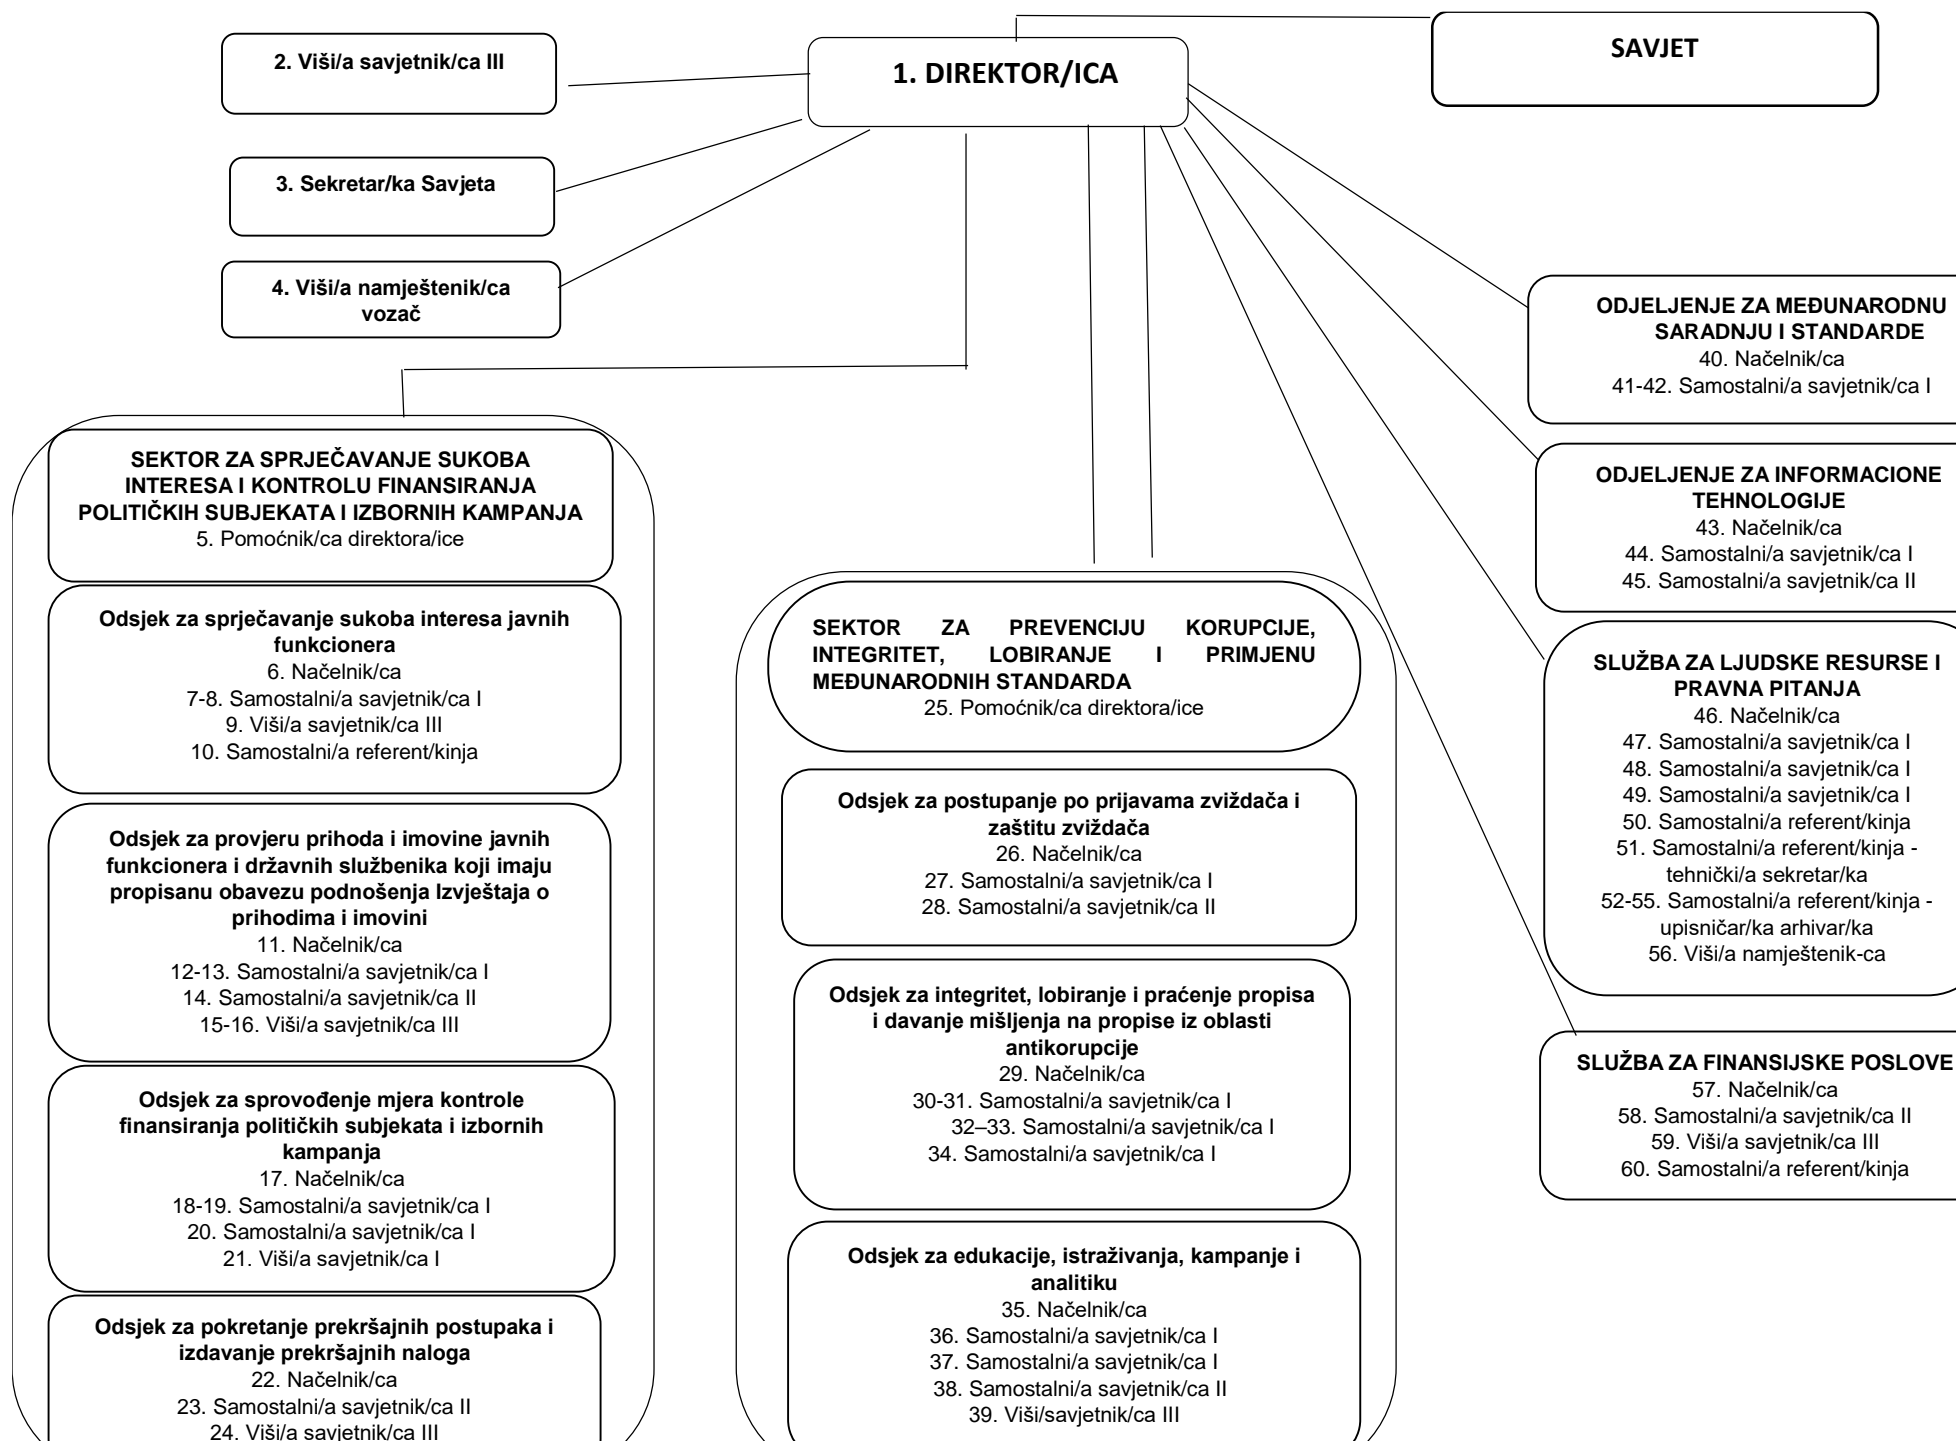 SAVJET
1. DIREKTOR/ICA
2. Viši/a savjetnik/ca III
3. Sekretar/ka Savjeta
4. Viši/a namještenik/ca
vozač
SEKTOR ZA SPRJEČAVANJE SUKOBA
INTERESA I KONTROLU FINANSIRANJA
POLITIČKIH SUBJEKATA I IZBORNIH KAMPANJA
5. Pomoćnik/ca direktora/ice
Odsjek za sprječavanje sukoba interesa javnih
funkcionera
6. Načelnik/ca
7-8. Samostalni/a savjetnik/ca I
9. Viši/a savjetnik/ca III
10. Samostalni/a referent/kinja
Odsjek za provjeru prihoda i imovine javnih
funkcionera i državnih službenika koji imaju
propisanu obavezu podnošenja Izvještaja o
prihodima i imovini
11. Načelnik/ca
12-13. Samostalni/a savjetnik/ca I
14. Samostalni/a savjetnik/ca II
15-16. Viši/a savjetnik/ca III
Odsjek za sprovođenje mjera kontrole
finansiranja političkih subjekata i izbornih
kampanja
17. Načelnik/ca
18-19. Samostalni/a savjetnik/ca I
20. Samostalni/a savjetnik/ca I
21. Viši/a savjetnik/ca I
Odsjek za pokretanje prekršajnih postupaka i
izdavanje prekršajnih naloga
22. Načelnik/ca
23. Samostalni/a savjetnik/ca II
24. Viši/a savjetnik/ca III
SEKTOR ZA PREVENCIJU KORUPCIJE,
INTEGRITET, LOBIRANJE I PRIMJENU
MEĐUNARODNIH STANDARDA
25. Pomoćnik/ca direktora/ice
Odsjek za postupanje po prijavama zviždača i
zaštitu zviždača
26. Načelnik/ca
27. Samostalni/a savjetnik/ca I
28. Samostalni/a savjetnik/ca II
Odsjek za integritet, lobiranje i praćenje propisa
i davanje mišljenja na propise iz oblasti
antikorupcije
29. Načelnik/ca
30-31. Samostalni/a savjetnik/ca I
32–33. Samostalni/a savjetnik/ca I
34. Samostalni/a savjetnik/ca I
Odsjek za edukacije, istraživanja, kampanje i
analitiku
35. Načelnik/ca
36. Samostalni/a savjetnik/ca I
37. Samostalni/a savjetnik/ca I
38. Samostalni/a savjetnik/ca II
39. Viši/savjetnik/ca III
ODJELJENJE ZA MEĐUNARODNU
SARADNJU I STANDARDE
40. Načelnik/ca
41-42. Samostalni/a savjetnik/ca I
ODJELJENJE ZA INFORMACIONE
TEHNOLOGIJE
43. Načelnik/ca
44. Samostalni/a savjetnik/ca I
45. Samostalni/a savjetnik/ca II
SLUŽBA ZA LJUDSKE RESURSE I
PRAVNA PITANJA
46. Načelnik/ca
47. Samostalni/a savjetnik/ca I
48. Samostalni/a savjetnik/ca I
49. Samostalni/a savjetnik/ca I
50. Samostalni/a referent/kinja
51. Samostalni/a referent/kinja -
tehnički/a sekretar/ka
52-55. Samostalni/a referent/kinja -
upisničar/ka arhivar/ka
56. Viši/a namještenik-ca
SLUŽBA ZA FINANSIJSKE POSLOVE
57. Načelnik/ca
58. Samostalni/a savjetnik/ca II
59. Viši/a savjetnik/ca III
60. Samostalni/a referent/kinja